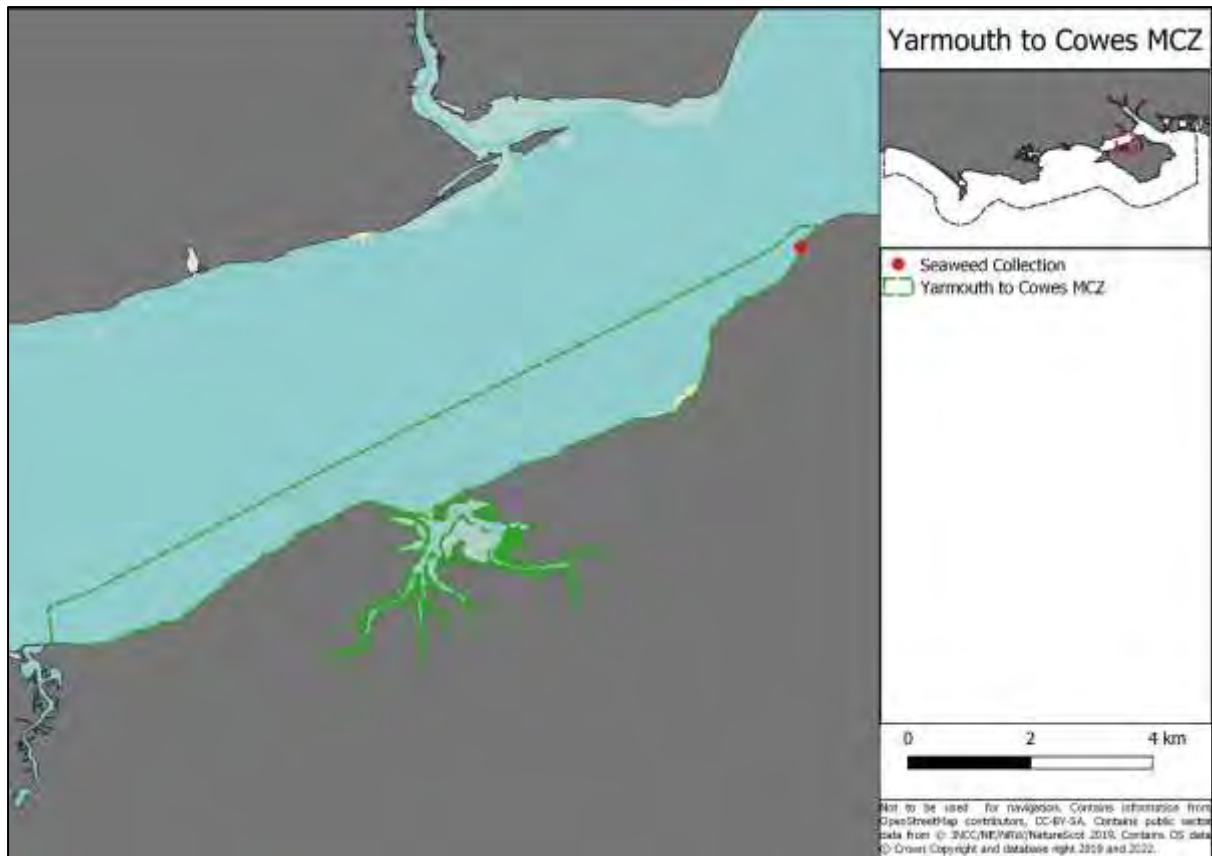 Yarmouth to Cowes MCZ
Seaweed Collection
Yarmouth to Cowes MCZ
0 2 4 km
Not to be used for navigation. Contains information from
OpenStreetMap contributors, CC-BY-SA. Contains public sector
data from © JNCC/NE/NRW/NatureScot 2019. Contains OS data
© Crown Copyright and database right 2019 and 2022.